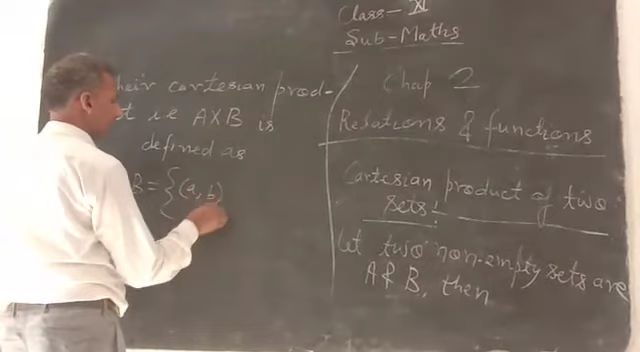 Class - XI
Sub - Maths
Chap 2
Relations & functions
Cartesian product of two
sets:-
Let two non-empty sets are
A & B, then
their cartesian prod-
ut i.e A×B is
defined as
B = {(a, b)